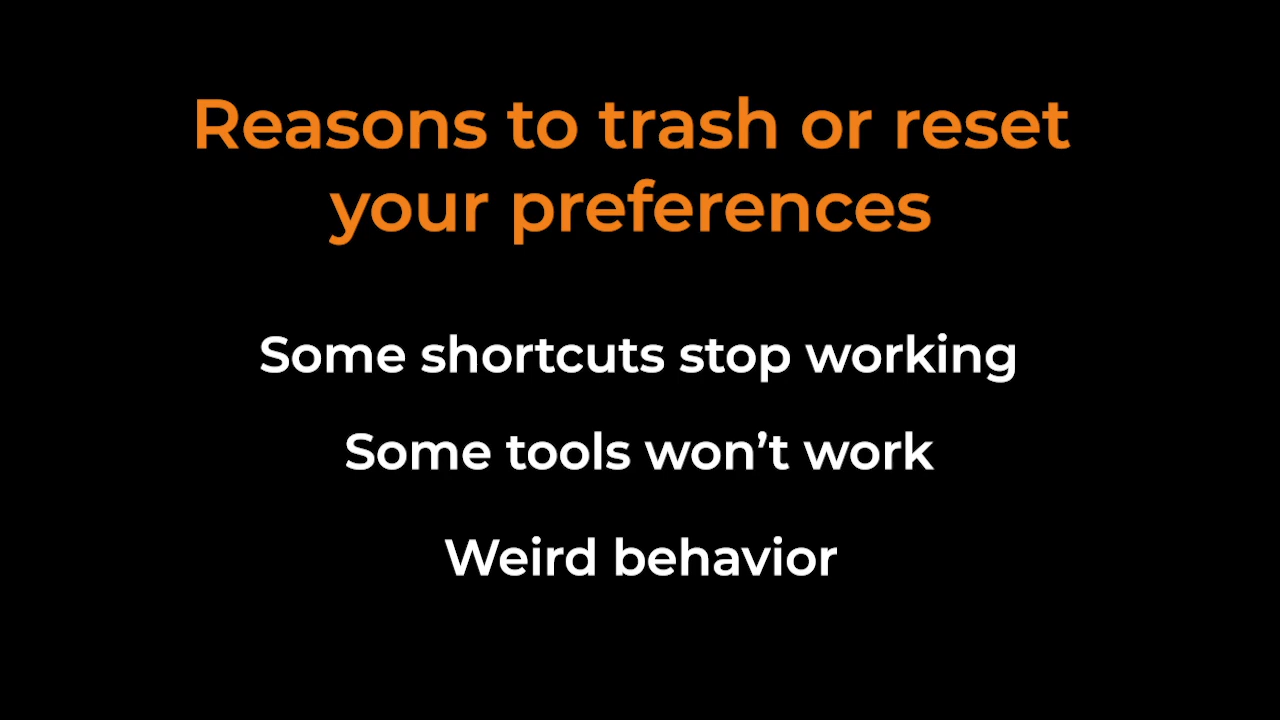 Reasons to trash or reset
your preferences
Some shortcuts stop working
Some tools won’t work
Weird behavior